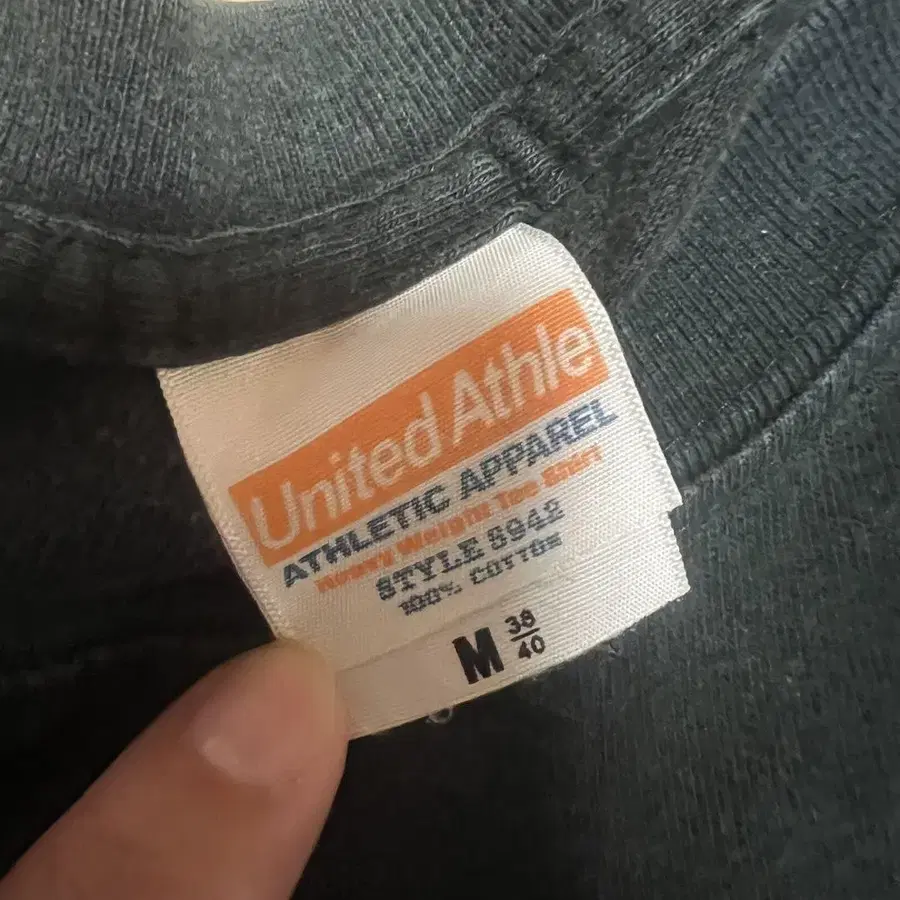 United Athle
ATHLETIC APPAREL
Heavy Weight Tee Shirt
STYLE 5942
100% COTTON
M 38/40